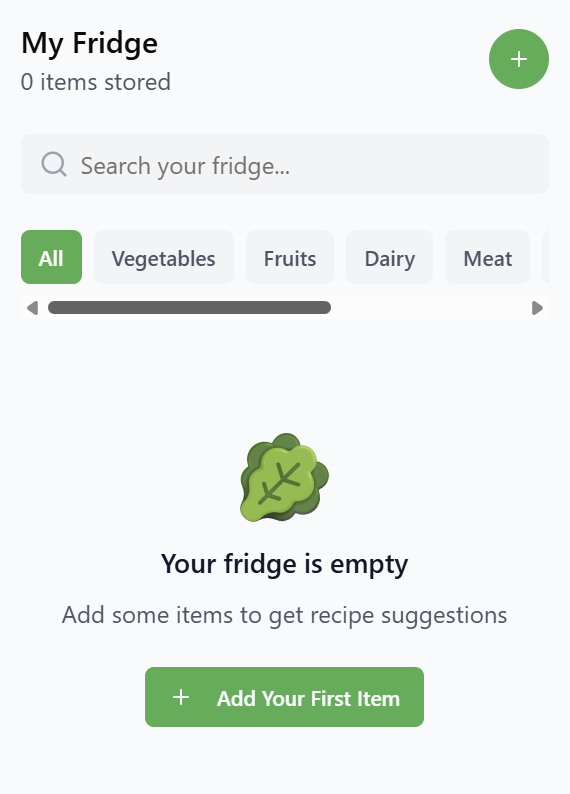 My Fridge
0 items stored
Search your fridge...
All Vegetables Fruits Dairy Meat
Your fridge is empty
Add some items to get recipe suggestions
Add Your First Item